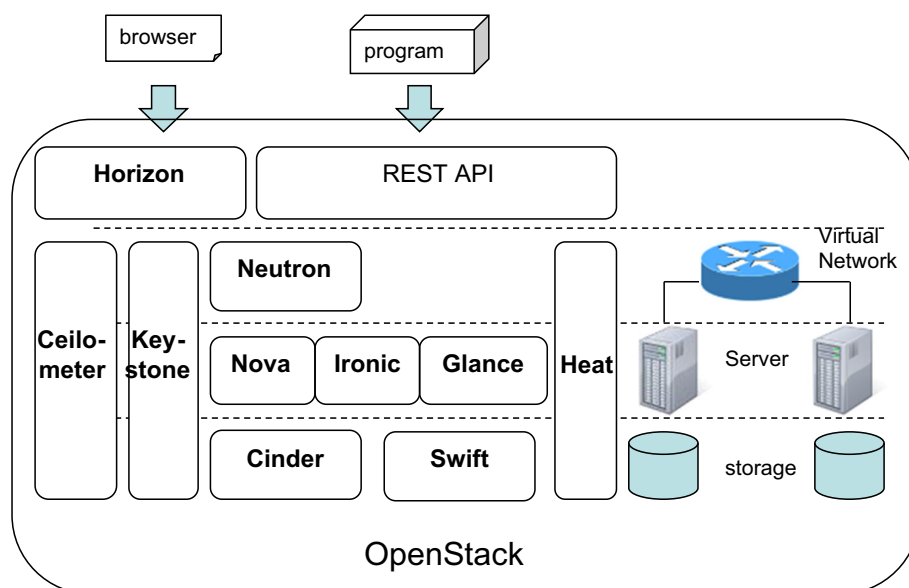 browser
program
Horizon
REST API
Ceilo-
meter
Key-
stone
Neutron
Nova
Ironic
Glance
Cinder
Swift
Heat
Virtual
Network
Server
storage
OpenStack